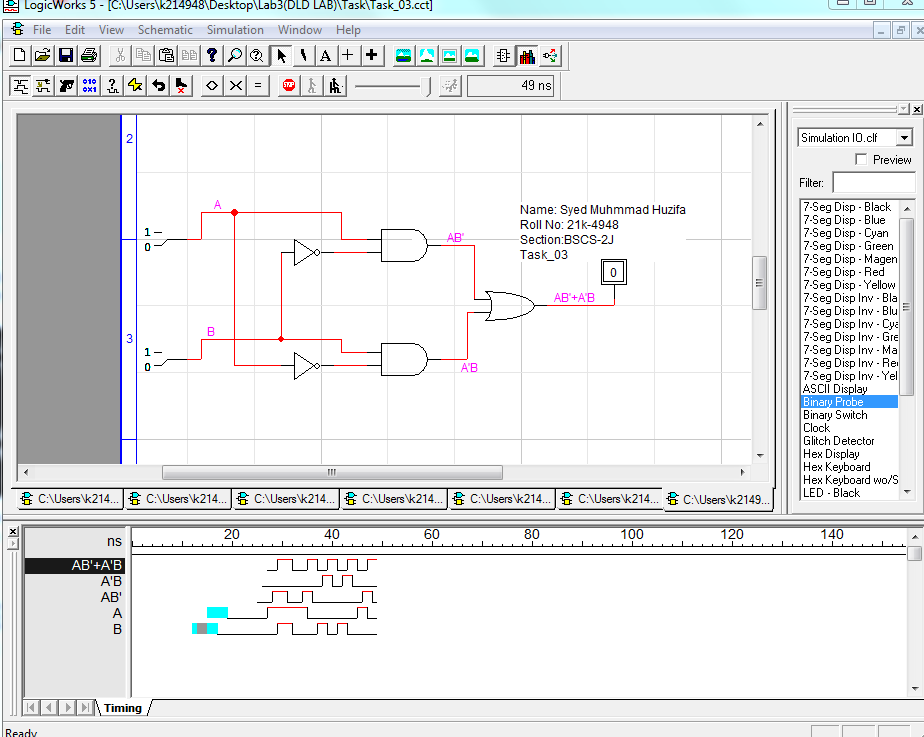 LogicWorks 5 - [C:\Users\k214948\Desktop\Lab3(DLD LAB)\Task\Task_03.cct]
File Edit View Schematic Simulation Window Help
49 ns
2
A
1
0
AB'
Name: Syed Muhmmad Huzifa
Roll No: 21k-4948
Section:BSCS-2J
Task_03
0
AB'+A'B
3
B
1
0
A'B
Simulation IO.clf
Preview
Filter:
7-Seg Disp - Black
7-Seg Disp - Blue
7-Seg Disp - Cyan
7-Seg Disp - Green
7-Seg Disp - Magen
7-Seg Disp - Red
7-Seg Disp - Yellow
7-Seg Disp Inv - Bla
7-Seg Disp Inv - Blu
7-Seg Disp Inv - Cya
7-Seg Disp Inv - Gre
7-Seg Disp Inv - Ma
7-Seg Disp Inv - Red
7-Seg Disp Inv - Yel
ASCII Display
Binary Probe
Binary Switch
Clock
Glitch Detector
Hex Display
Hex Keyboard
Hex Keyboard wo/S
LED - Black
C:\Users\k214... C:\Users\k214... C:\Users\k214... C:\Users\k214... C:\Users\k214... C:\Users\k214... C:\Users\k2149...
ns 20 40 60 80 100 120 140
AB'+A'B
A'B
AB'
A
B
Timing
Ready